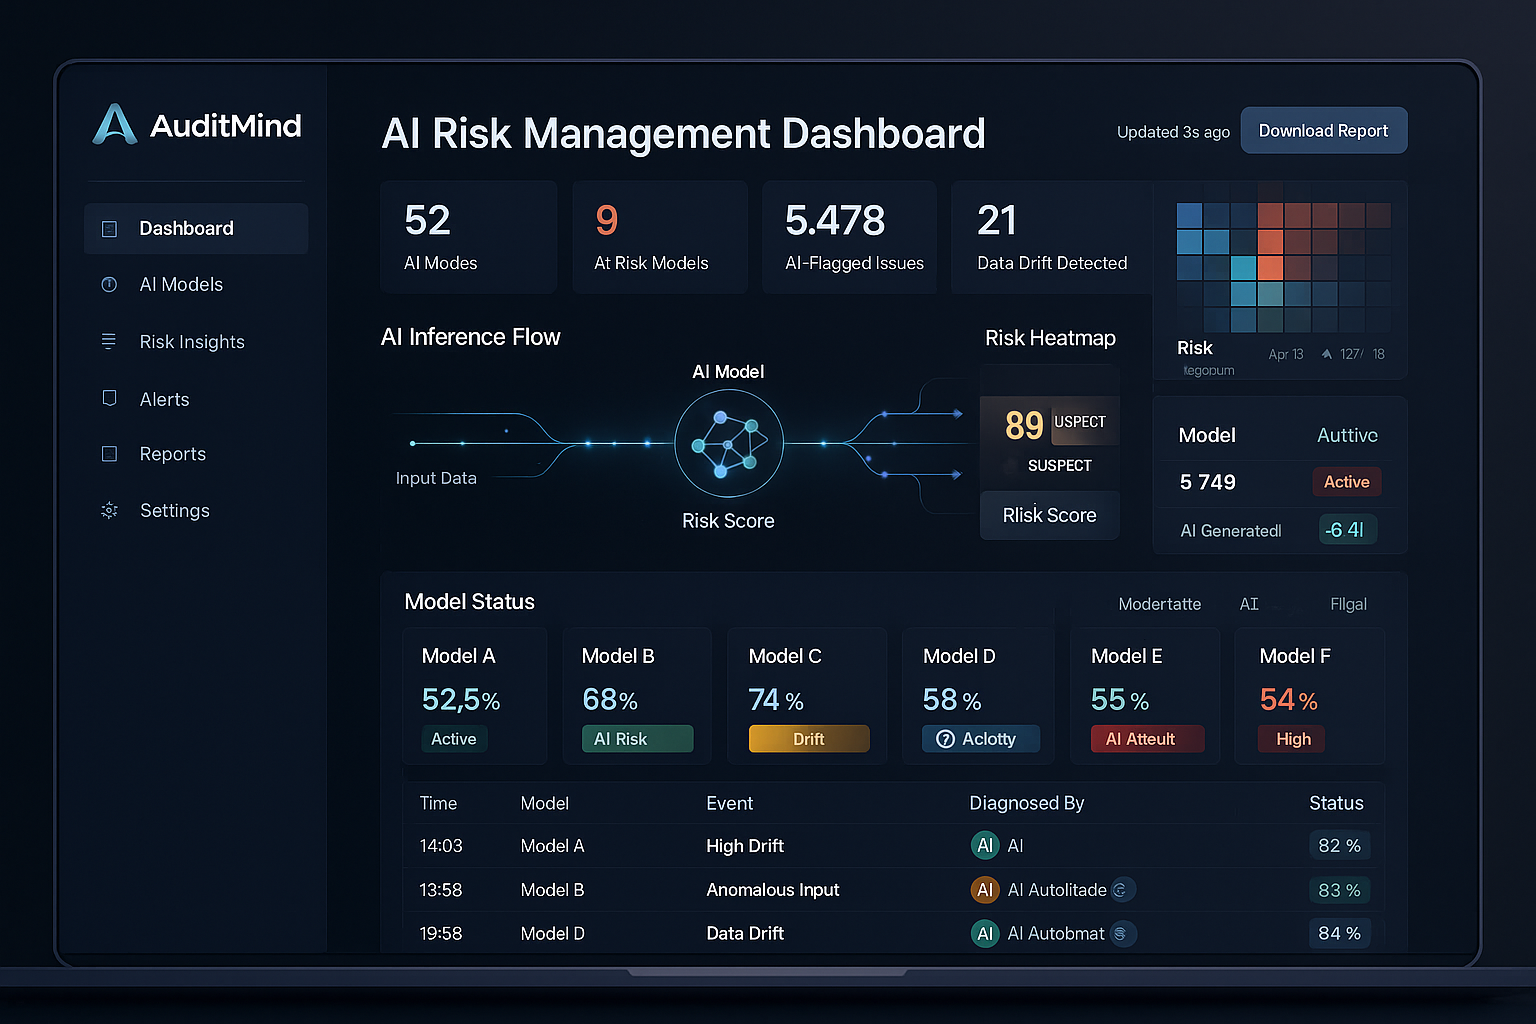 AuditMind
Dashboard
AI Models
Risk Insights
Alerts
Reports
Settings
AI Risk Management Dashboard
Updated 3s ago
Download Report
52
AI Modes
9
At Risk Models
5.478
AI-Flagged Issues
21
Data Drift Detected
Risk
Apr 13
127/ 18
AI Inference Flow
AI Model
Input Data
Risk Score
Risk Heatmap
89 USPECT
SUSPECT
Rlisk Score
Model Auttivc
5 749 Active
AI Generatedl -6.4l
Model Status
Modertatte AI Fllgal
Model A
52,5%
Active
Model B
68%
AI Risk
Model C
74 %
Drift
Model D
58 %
? Aclotty
Model E
55 %
AI Atteult
Model F
54 %
High
Time Model Event Diagnosed By Status
14:03 Model A High Drift AI AI 82 %
13:58 Model B Anomalous Input AI AI Autolitade 83 %
19:58 Model D Data Drift AI AI Autobmat 84 %